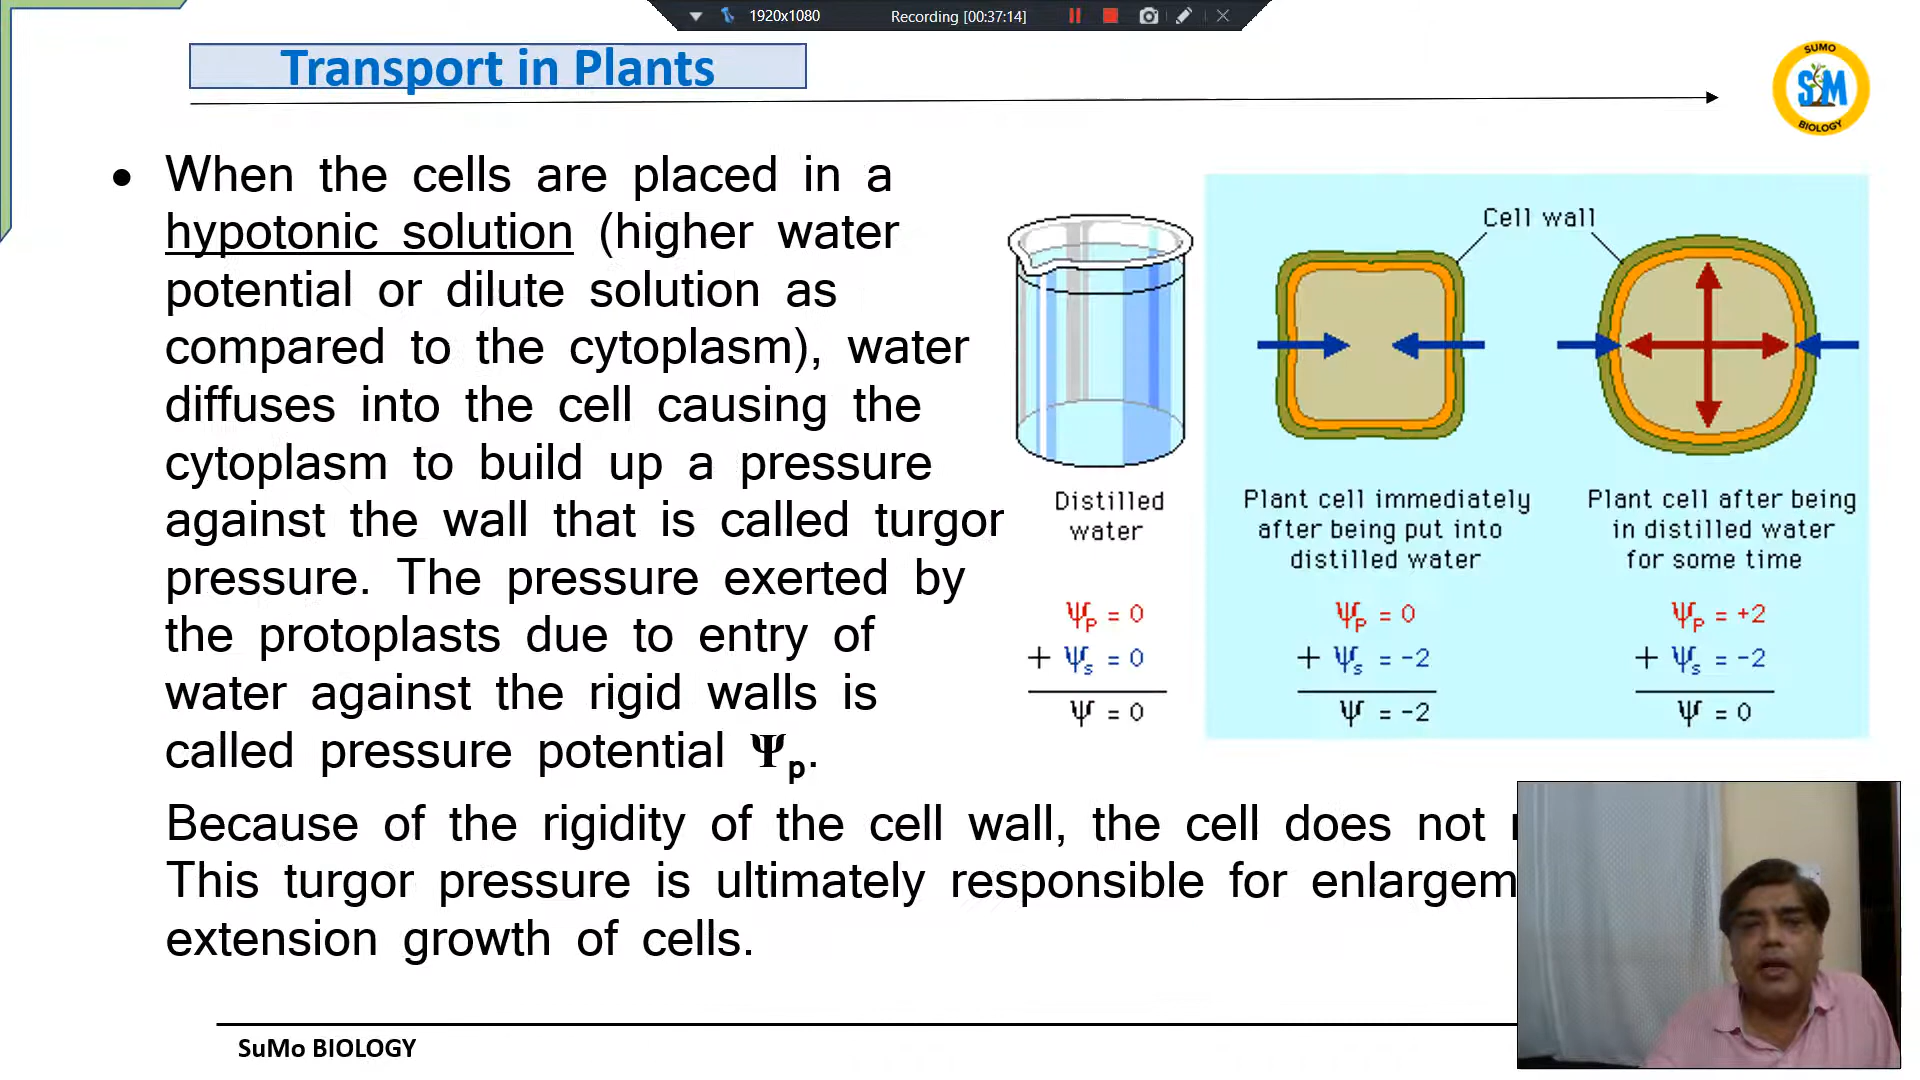 1920x1080
Recording [00:37:14]
Transport in Plants
SUMO
SM
BIOLOGY
• When the cells are placed in a
hypotonic solution (higher water
potential or dilute solution as
compared to the cytoplasm), water
diffuses into the cell causing the
cytoplasm to build up a pressure
against the wall that is called turgor
pressure. The pressure exerted by
the protoplasts due to entry of
water against the rigid walls is
called pressure potential Ψp.
Because of the rigidity of the cell wall, the cell does not
This turgor pressure is ultimately responsible for enlargem
extension growth of cells.
Cell wall
Distilled
water
Ψp = 0
+ Ψs = 0
Ψ = 0
Plant cell immediately
after being put into
distilled water
Ψp = 0
+ Ψs = -2
Ψ = -2
Plant cell after being
in distilled water
for some time
Ψp = +2
+ Ψs = -2
Ψ = 0
SuMo BIOLOGY